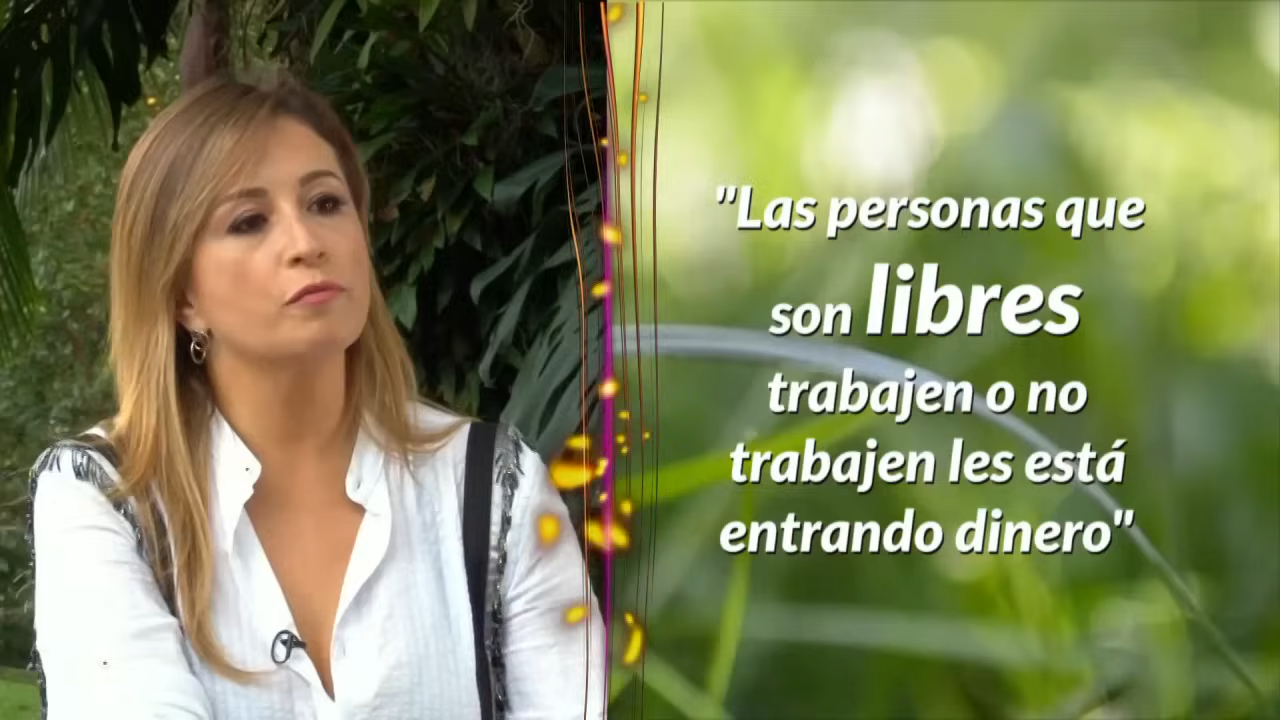 "Las personas que
son libres
trabajen o no
trabajen les está
entrando dinero"